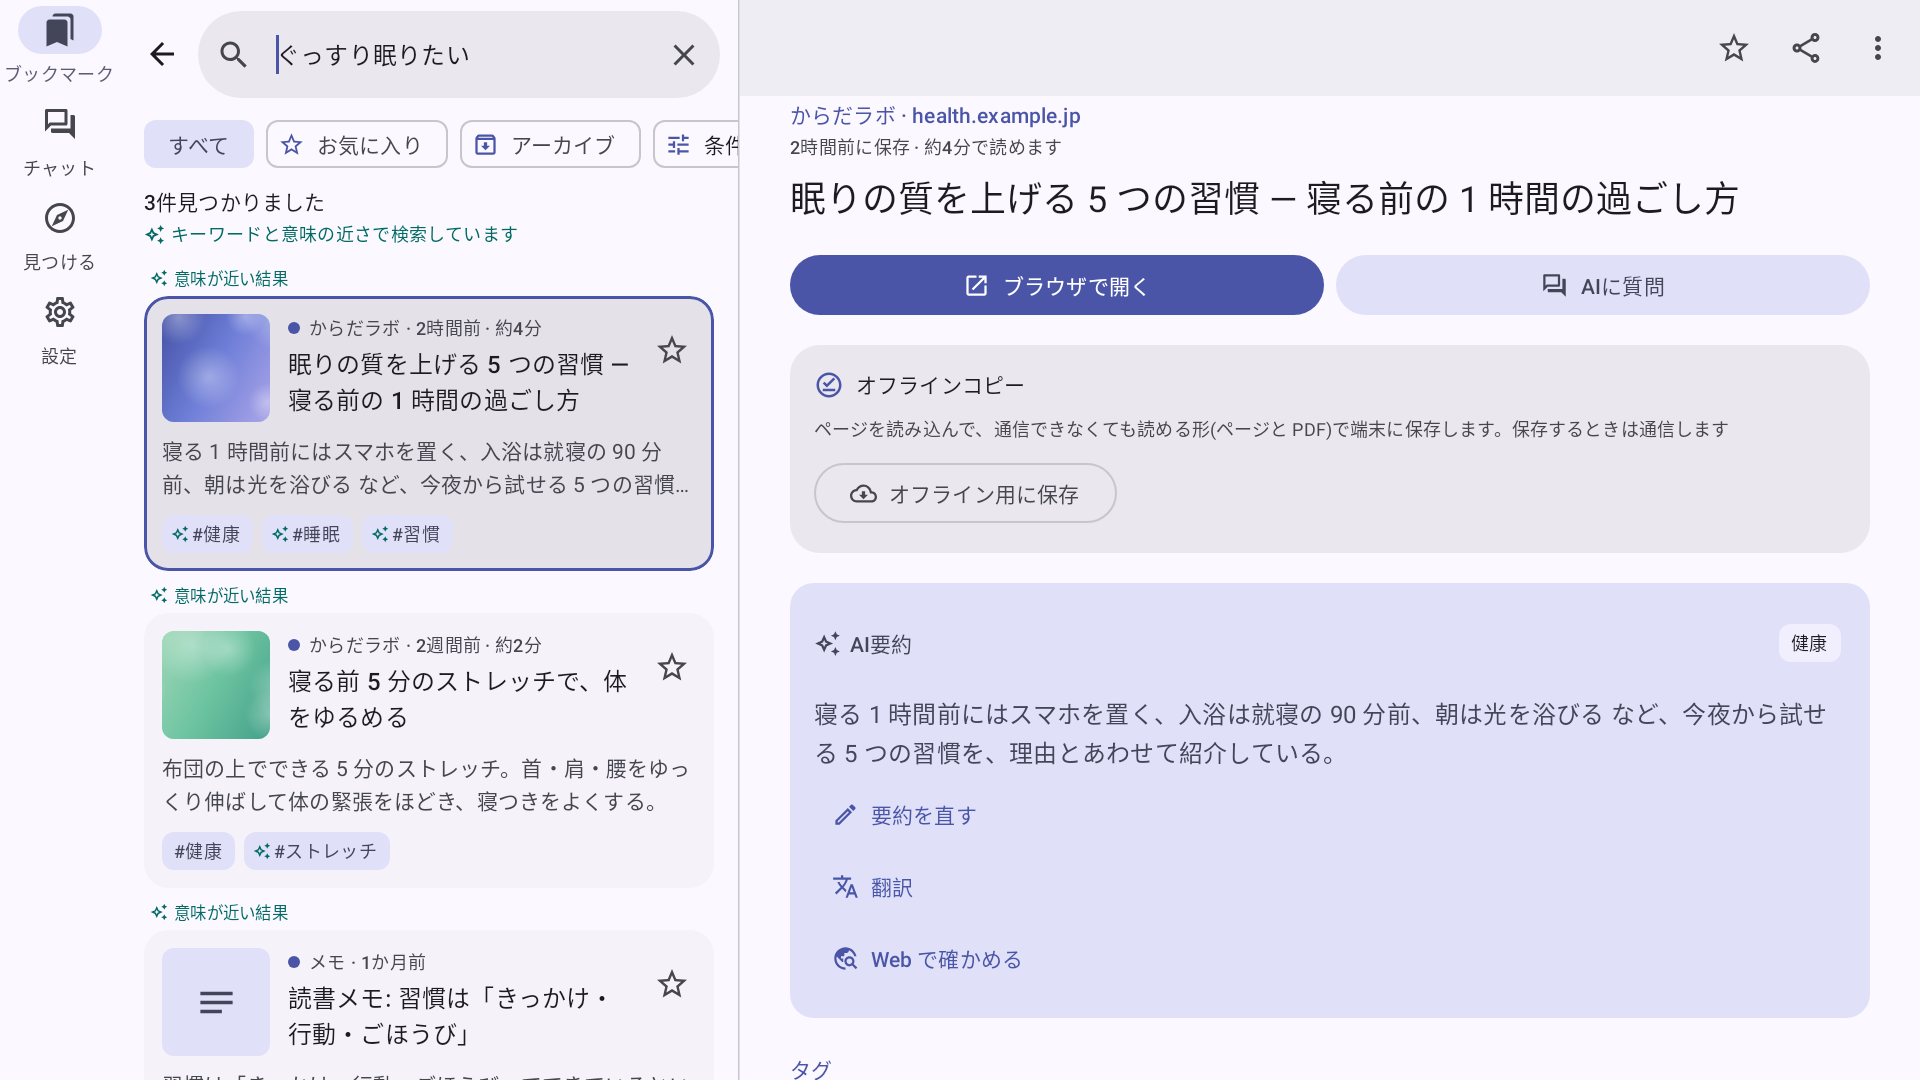 ブックマーク
チャット
見つける
設定
ぐっすり眠りたい
すべて
お気に入り
アーカイブ
条件
3件見つかりました
キーワードと意味の近さで検索しています
意味が近い結果
からだラボ · 2時間前 · 約4分
眠りの質を上げる 5 つの習慣 —
寝る前の 1 時間の過ごし方
寝る 1 時間前にはスマホを置く、入浴は就寝の 90 分
前、朝は光を浴びる など、今夜から試せる 5 つの習慣…
#健康
#睡眠
#習慣
意味が近い結果
からだラボ · 2週間前 · 約2分
寝る前 5 分のストレッチで、体
をゆるめる
布団の上でできる 5 分のストレッチ。首・肩・腰をゆっ
くり伸ばして体の緊張をほどき、寝つきをよくする。
#健康
#ストレッチ
意味が近い結果
メモ · 1か月前
読書メモ: 習慣は「きっかけ・
行動・ごほうび」
からだラボ · health.example.jp
2時間前に保存 · 約4分で読めます
眠りの質を上げる 5 つの習慣 — 寝る前の 1 時間の過ごし方
ブラウザで開く
AIに質問
オフラインコピー
ページを読み込んで、通信できなくても読める形(ページと PDF)で端末に保存します。保存するときは通信します
オフライン用に保存
AI要約
健康
寝る 1 時間前にはスマホを置く、入浴は就寝の 90 分前、朝は光を浴びる など、今夜から試せ
る 5 つの習慣を、理由とあわせて紹介している。
要約を直す
翻訳
Web で確かめる
タグ